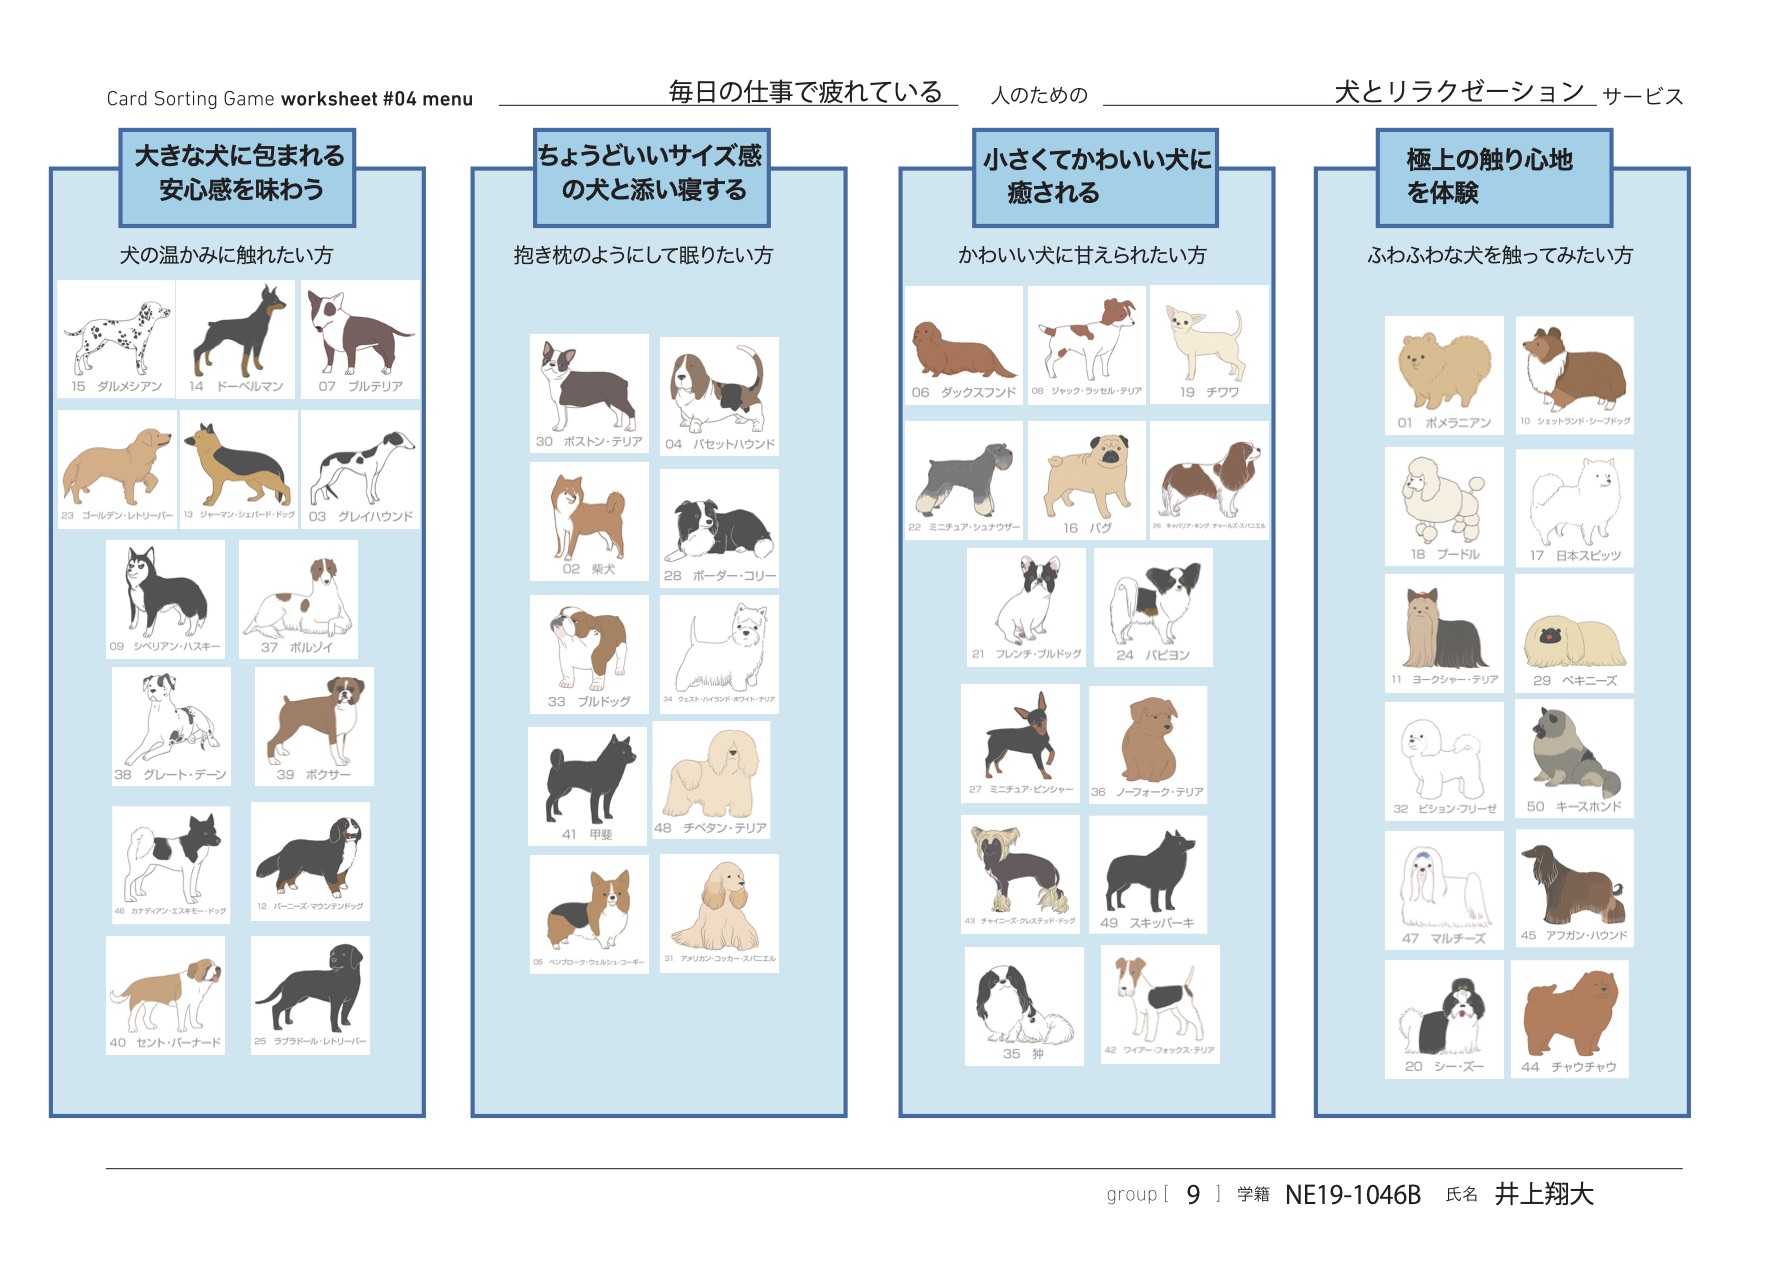 Card Sorting Game worksheet #04 menu 毎日の仕事で疲れている 人のための 犬とリラクゼーション サービス
大きな犬に包まれる
安心感を味わう
犬の温かみに触れたい方
15 ダルメシアン 14 ドーベルマン 07 ブルテリア
23 ゴールデン・レトリーバー 13 ジャーマン・シェパード・ドッグ 03 グレイハウンド
09 シベリアン・ハスキー 37 ボルゾイ
38 グレート・デーン 39 ボクサー
46 カナディアン・エスキモー・ドッグ 12 バーニーズ・マウンテンドッグ
40 セント・バーナード 25 ラブラドール・レトリーバー
ちょうどいいサイズ感
の犬と添い寝する
抱き枕のようにして眠りたい方
30 ボストン・テリア 04 バセットハウンド
02 柴犬 28 ボーダー・コリー
33 ブルドッグ 34 ウェスト・ハイランド・ホワイト・テリア
41 甲斐 48 チベタン・テリア
05 ペンブローク・ウェルシュ・コーギー 31 アメリカン・コッカー・スパニエル
小さくてかわいい犬に
癒される
かわいい犬に甘えられたい方
06 ダックスフンド 08 ジャック・ラッセル・テリア 19 チワワ
22 ミニチュア・シュナウザー 16 パグ 26 キャバリア・キング・チャールズ・スパニエル
21 フレンチ・ブルドッグ 24 パピヨン
27 ミニチュア・ピンシャー 36 ノーフォーク・テリア
43 チャイニーズ・クレステッド・ドッグ 49 スキッパーキ
35 狆 42 ワイアー・フォックス・テリア
極上の触り心地
を体験
ふわふわな犬を触ってみたい方
01 ポメラニアン 10 シェットランド・シープドッグ
18 プードル 17 日本スピッツ
11 ヨークシャー・テリア 29 ペキニーズ
32 ビション・フリーゼ 50 キースホンド
47 マルチーズ 45 アフガン・ハウンド
20 シー・ズー 44 チャウチャウ
group [ 9 ] 学籍 NE19-1046B 氏名 井上翔大